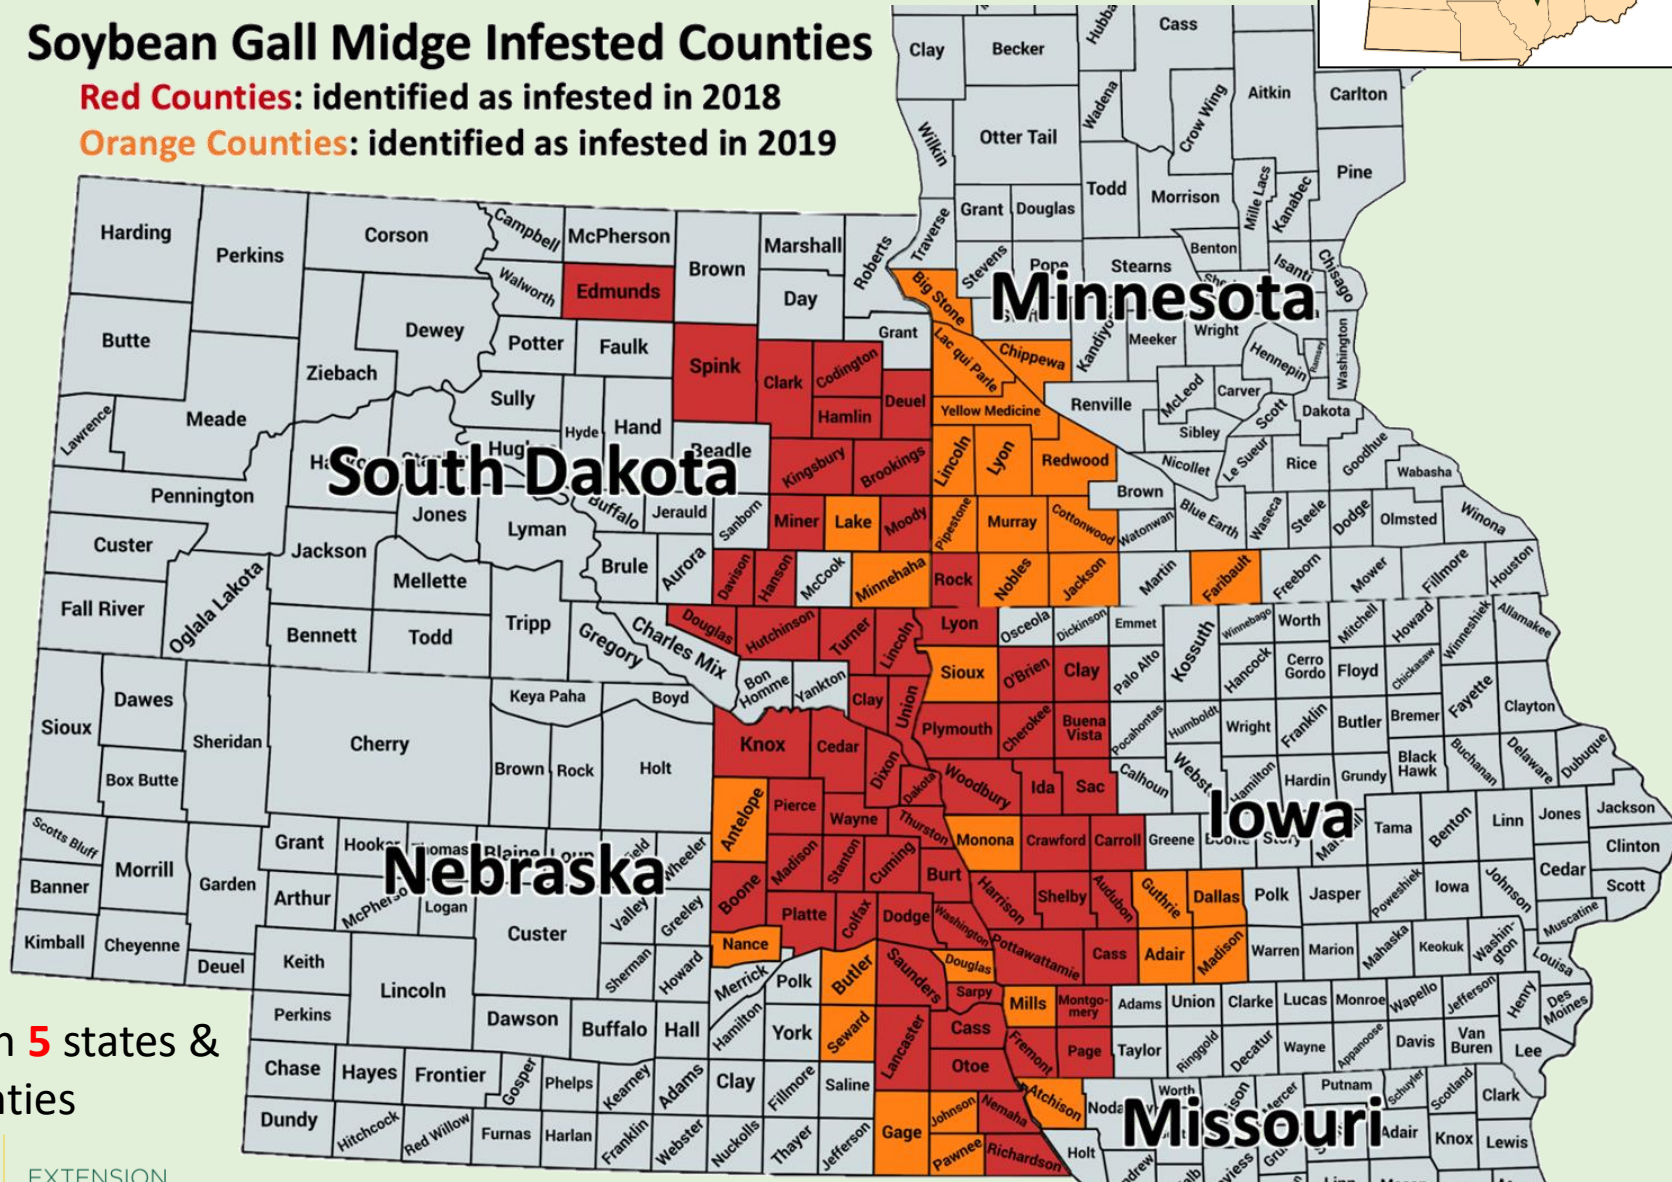 Soybean Gall Midge Infested Counties
Red Counties: identified as infested in 2018
Orange Counties: identified as infested in 2019
Clay Becker Cass
Wadena Crow Wing Aitkin Carlton
Wilkin Otter Tail
Todd Morrison Mille Lacs Kanabec Pine
Grant Douglas
Traverse Stevens Pope Stearns Benton Isanti Chisago
Big Stone
Minnesota
Lac qui Parle Chippewa Meeker Wright Hennepin Ramsey Washington
Yellow Medicine Renville McLeod Carver Scott Dakota
Sibley
Lincoln Lyon Redwood Nicollet Le Sueur Rice Goodhue Wabasha
Brown
Pipestone Murray Cottonwood Watonwan Blue Earth Waseca Steele Dodge Olmsted Winona
Rock Nobles Jackson Martin Faribault Freeborn Mower Fillmore Houston
Harding Perkins Corson Campbell McPherson Brown Marshall Roberts
Walworth Edmunds Day
Butte Dewey Potter Faulk Spink Grant
Ziebach Clark Codington
Lawrence Meade Sully Hyde Hand Hamlin Deuel
Beadle
South Dakota
Kingsbury Brookings
Pennington Jones Lyman Buffalo Jerauld Sanborn Miner Lake Moody
Custer Jackson
Mellette Brule Aurora Davison Hanson McCook Minnehaha
Fall River Oglala Lakota Bennett Todd Tripp Gregory Charles Mix Douglas Hutchinson Turner Lincoln
Bon Homme Yankton Clay Union
Lyon Osceola Dickinson Emmet Kossuth Winnebago Worth Mitchell Howard Winneshiek Allamakee
Sioux O'Brien Clay Palo Alto Hancock Cerro Gordo Floyd Chickasaw Fayette Clayton
Plymouth Cherokee Buena Vista Pocahontas Humboldt Wright Franklin Butler Bremer
Black Hawk Buchanan Delaware Dubuque
Woodbury Ida Sac Calhoun Hamilton Hardin Grundy
Iowa
Monona Crawford Carroll Greene Tama Benton Linn Jones Jackson
Clinton
Harrison Shelby Audubon Guthrie Dallas Polk Jasper Poweshiek Iowa Johnson Cedar Scott
Muscatine
Pottawattamie Cass Adair Madison Warren Marion Mahaska Keokuk Washington Louisa
Mills Montgomery Adams Union Clarke Lucas Monroe Wapello Jefferson Henry Des Moines
Fremont Page Taylor Ringgold Decatur Wayne Appanoose Davis Van Buren Lee
Sioux Dawes Sheridan Cherry Keya Paha Boyd Knox Cedar Dixon Dakota
Box Butte Brown Rock Holt Antelope Pierce Wayne Thurston
Scotts Bluff Morrill Garden Grant Wheeler Boone Madison Stanton Cuming Burt
Nebraska
Banner Arthur Logan Custer Valley Greeley Platte Colfax Dodge Washington
Kimball Cheyenne Deuel Keith Lincoln Sherman Howard Nance Merrick Polk Butler Saunders Douglas
Sarpy
Perkins Dawson Buffalo Hall Hamilton York Seward Lancaster Cass
Otoe
Chase Hayes Frontier Gosper Phelps Kearney Adams Clay Fillmore Saline
Dundy Hitchcock Red Willow Furnas Harlan Franklin Webster Nuckolls Thayer Jefferson Gage Johnson Nemaha
Pawnee Richardson
Atchison Worth Putnam Schuyler Scotland Clark
Missouri
Holt Adair Knox Lewis
5 states &
EXTENSION